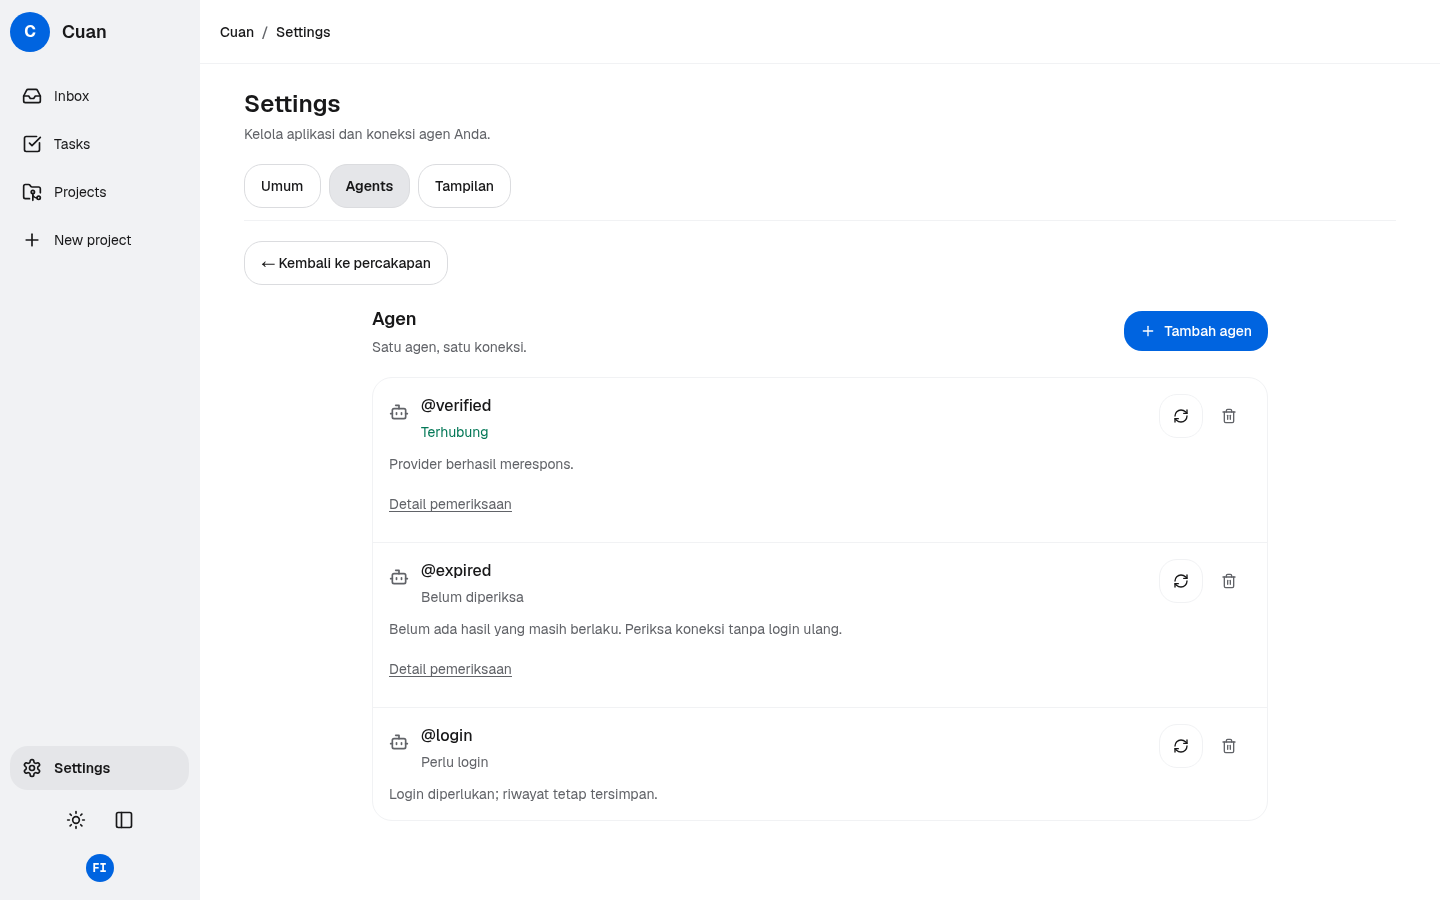 C Cuan
Inbox
Tasks
Projects
New project
Settings
FI
Cuan / Settings
Settings
Kelola aplikasi dan koneksi agen Anda.
Umum Agents Tampilan
← Kembali ke percakapan
Agen
Satu agen, satu koneksi.
Tambah agen
@verified
Terhubung
Provider berhasil merespons.
Detail pemeriksaan
@expired
Belum diperiksa
Belum ada hasil yang masih berlaku. Periksa koneksi tanpa login ulang.
Detail pemeriksaan
@login
Perlu login
Login diperlukan; riwayat tetap tersimpan.